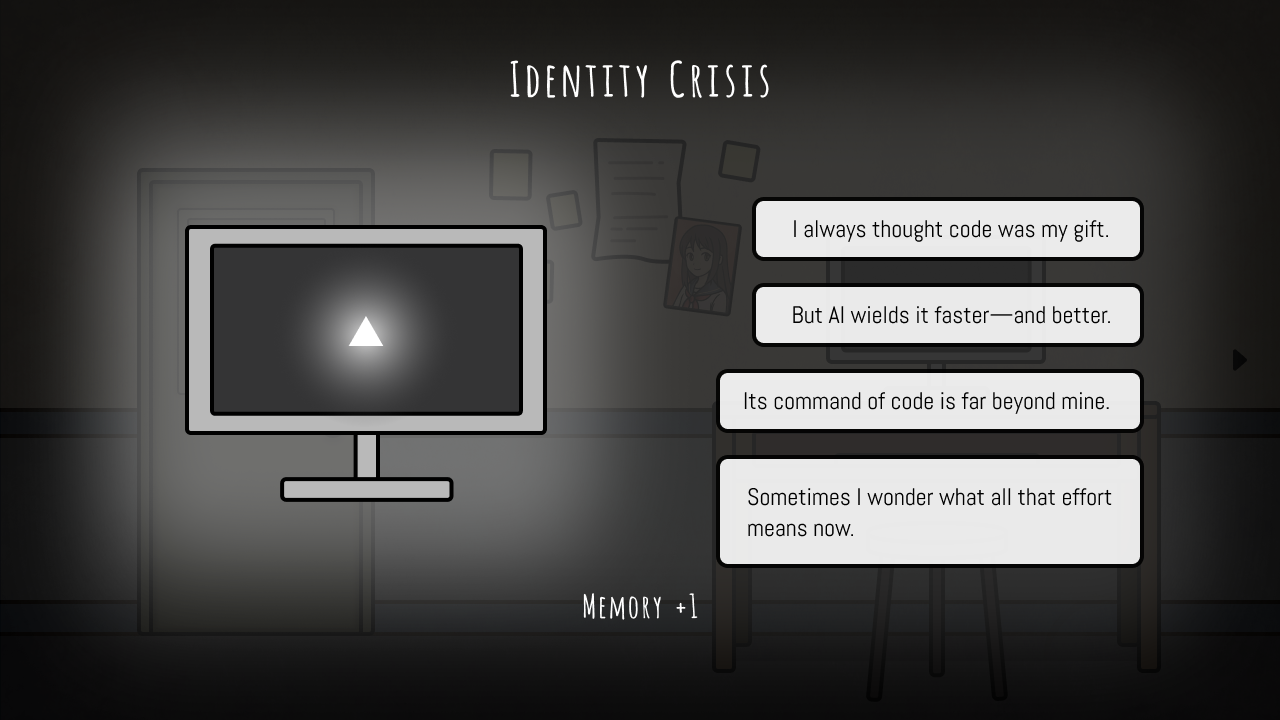 Identity Crisis
I always thought code was my gift.
But AI wields it faster—and better.
Its command of code is far beyond mine.
Sometimes I wonder what all that effort
means now.
Memory +1